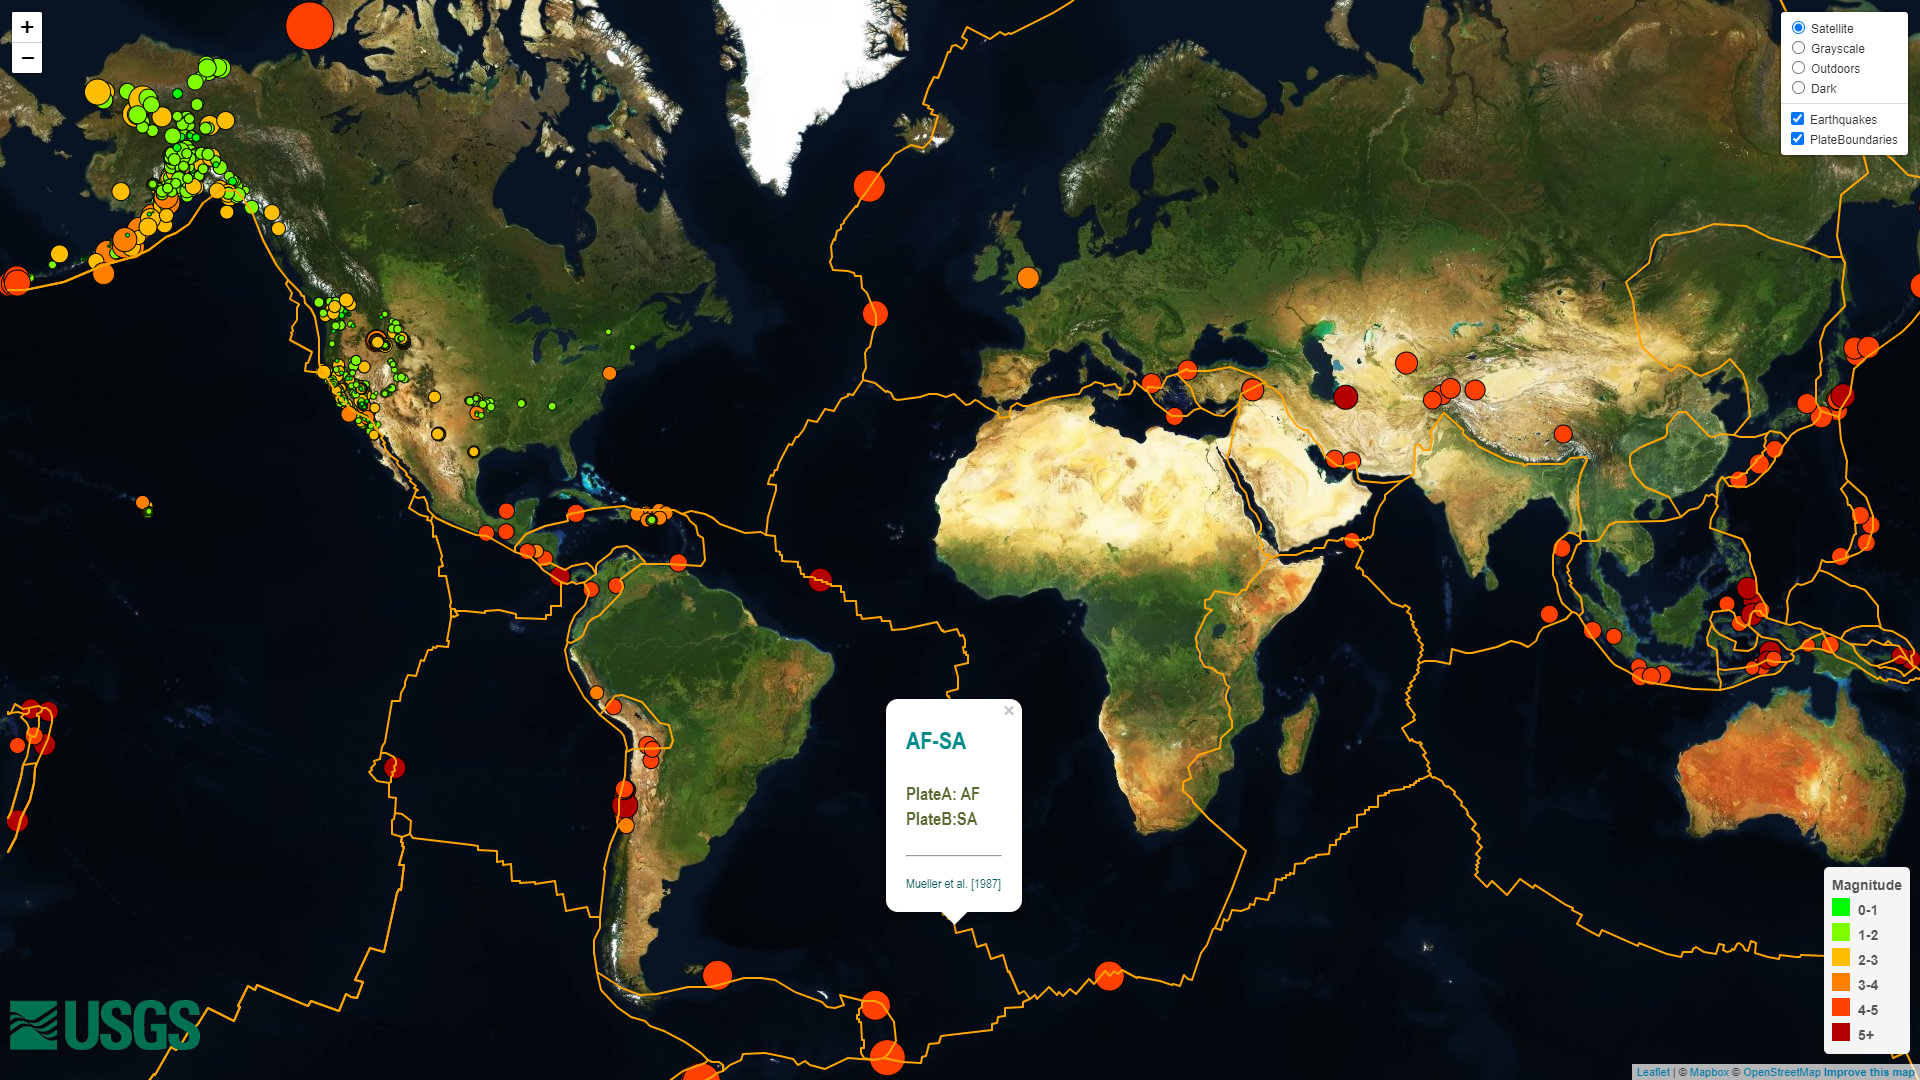 +
−
Satellite
Grayscale
Outdoors
Dark
Earthquakes
PlateBoundaries
×
AF-SA
PlateA: AF
PlateB:SA
Mueller et al. [1987]
Magnitude
0-1
1-2
2-3
3-4
4-5
5+
USGS
Leaflet | © Mapbox © OpenStreetMap Improve this map